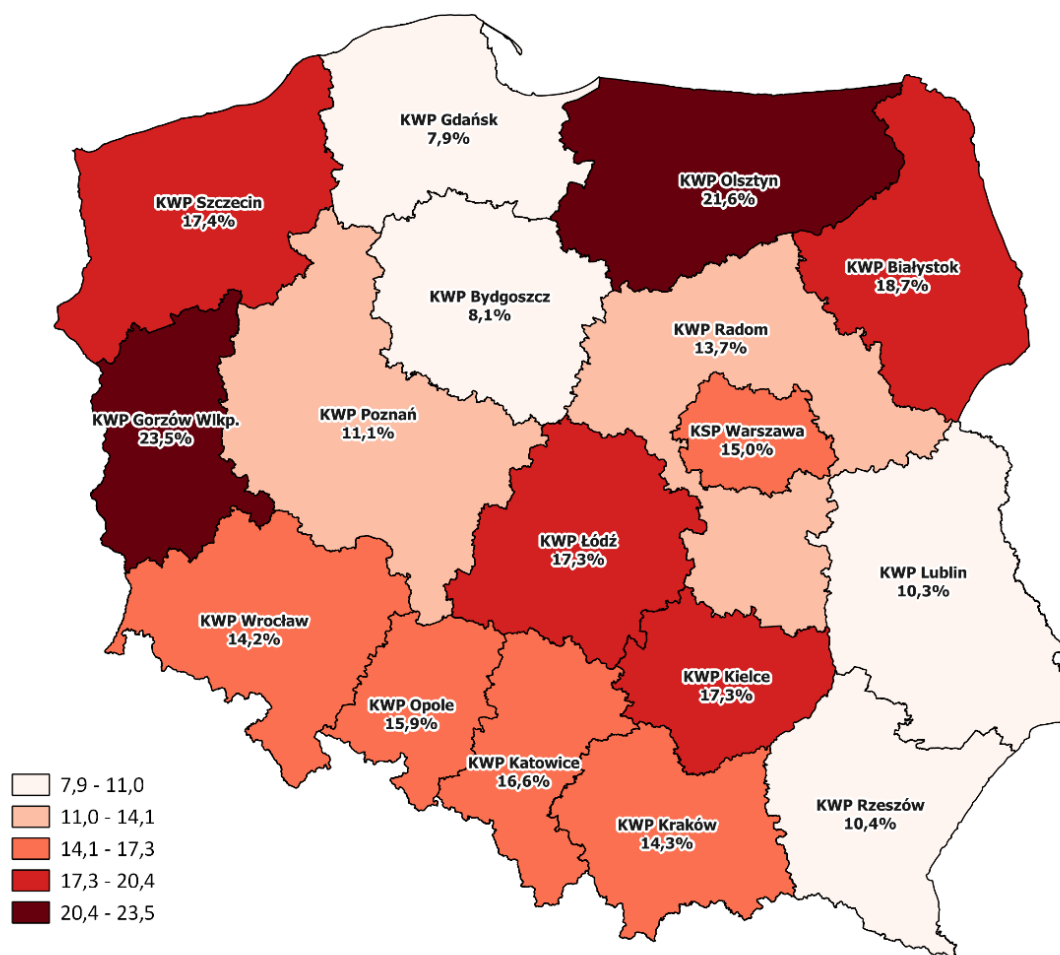 KWP Gdańsk
7,9%
KWP Olsztyn
21,6%
KWP Szczecin
17,4%
KWP Białystok
18,7%
KWP Bydgoszcz
8,1%
KWP Radom
13,7%
KWP Gorzów Wlkp.
23,5%
KWP Poznań
11,1%
KSP Warszawa
15,0%
KWP Łódź
17,3%
KWP Lublin
10,3%
KWP Wrocław
14,2%
KWP Kielce
17,3%
KWP Opole
15,9%
KWP Katowice
16,6%
KWP Rzeszów
10,4%
KWP Kraków
14,3%
7,9 - 11,0
11,0 - 14,1
14,1 - 17,3
17,3 - 20,4
20,4 - 23,5